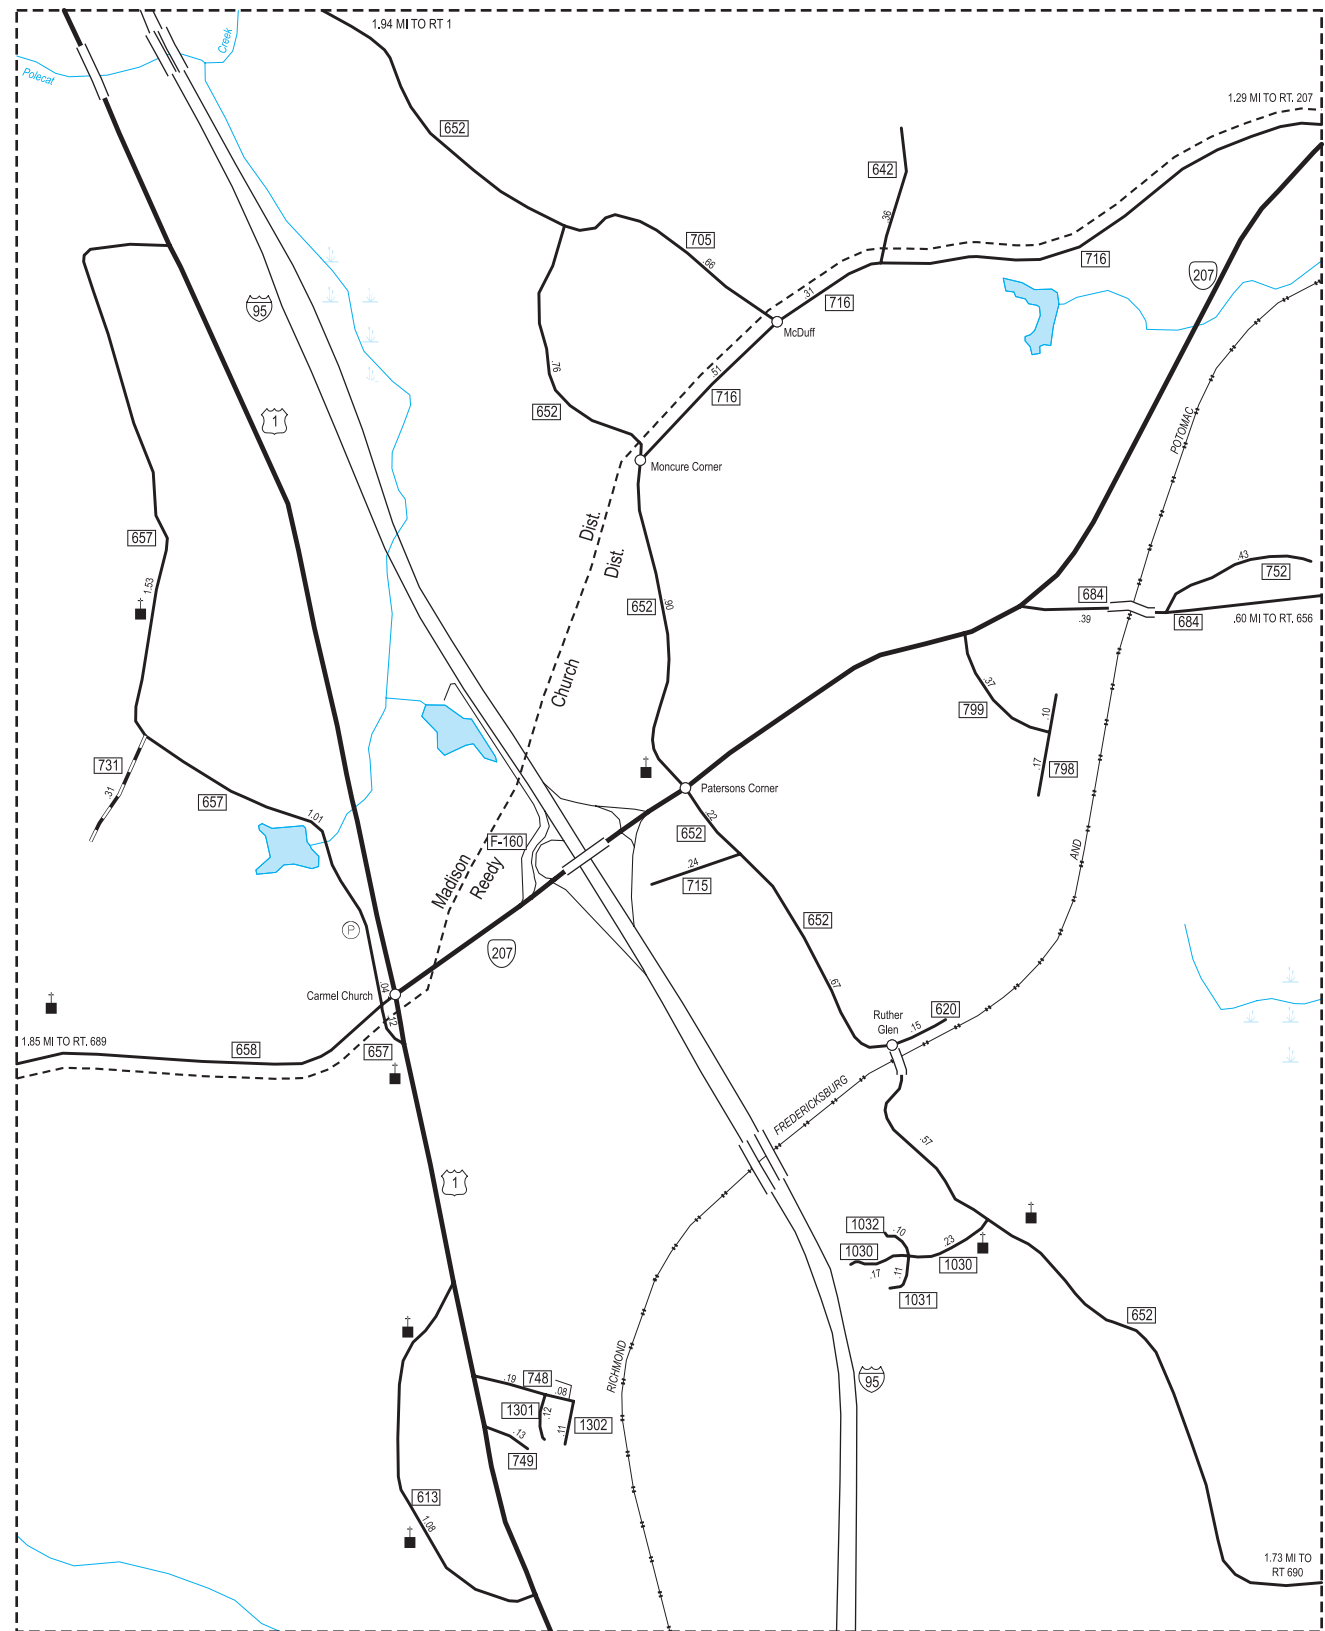 1.94 MI TO RT 1
Creek
Polecat
1.29 MI TO RT. 207
652
642
.36
705
.66
716
207
95
.31
716
McDuff
.76
.51
716
652
1
POTOMAC
Moncure Corner
Dist.
Dist.
657
1.53
.43
752
684
652
.90
.39
684
.60 MI TO RT. 656
Church
.37
799
.10
731
.31
.17
798
657
Patersons Corner
1.01
.22
652
F-160
AND
Madison
Reedy
.24
715
652
P
207
.67
.04
Carmel Church
Ruther
Glen
620
.15
.12
1.85 MI TO RT. 689
658
657
FREDERICKSBURG
.57
1
1032
.10
1030
.23
1030
.17
.11
1031
652
RICHMOND
95
.19
748
.08
1301
.12
.11
1302
.13
749
613
1.08
1.73 MI TO
RT 690